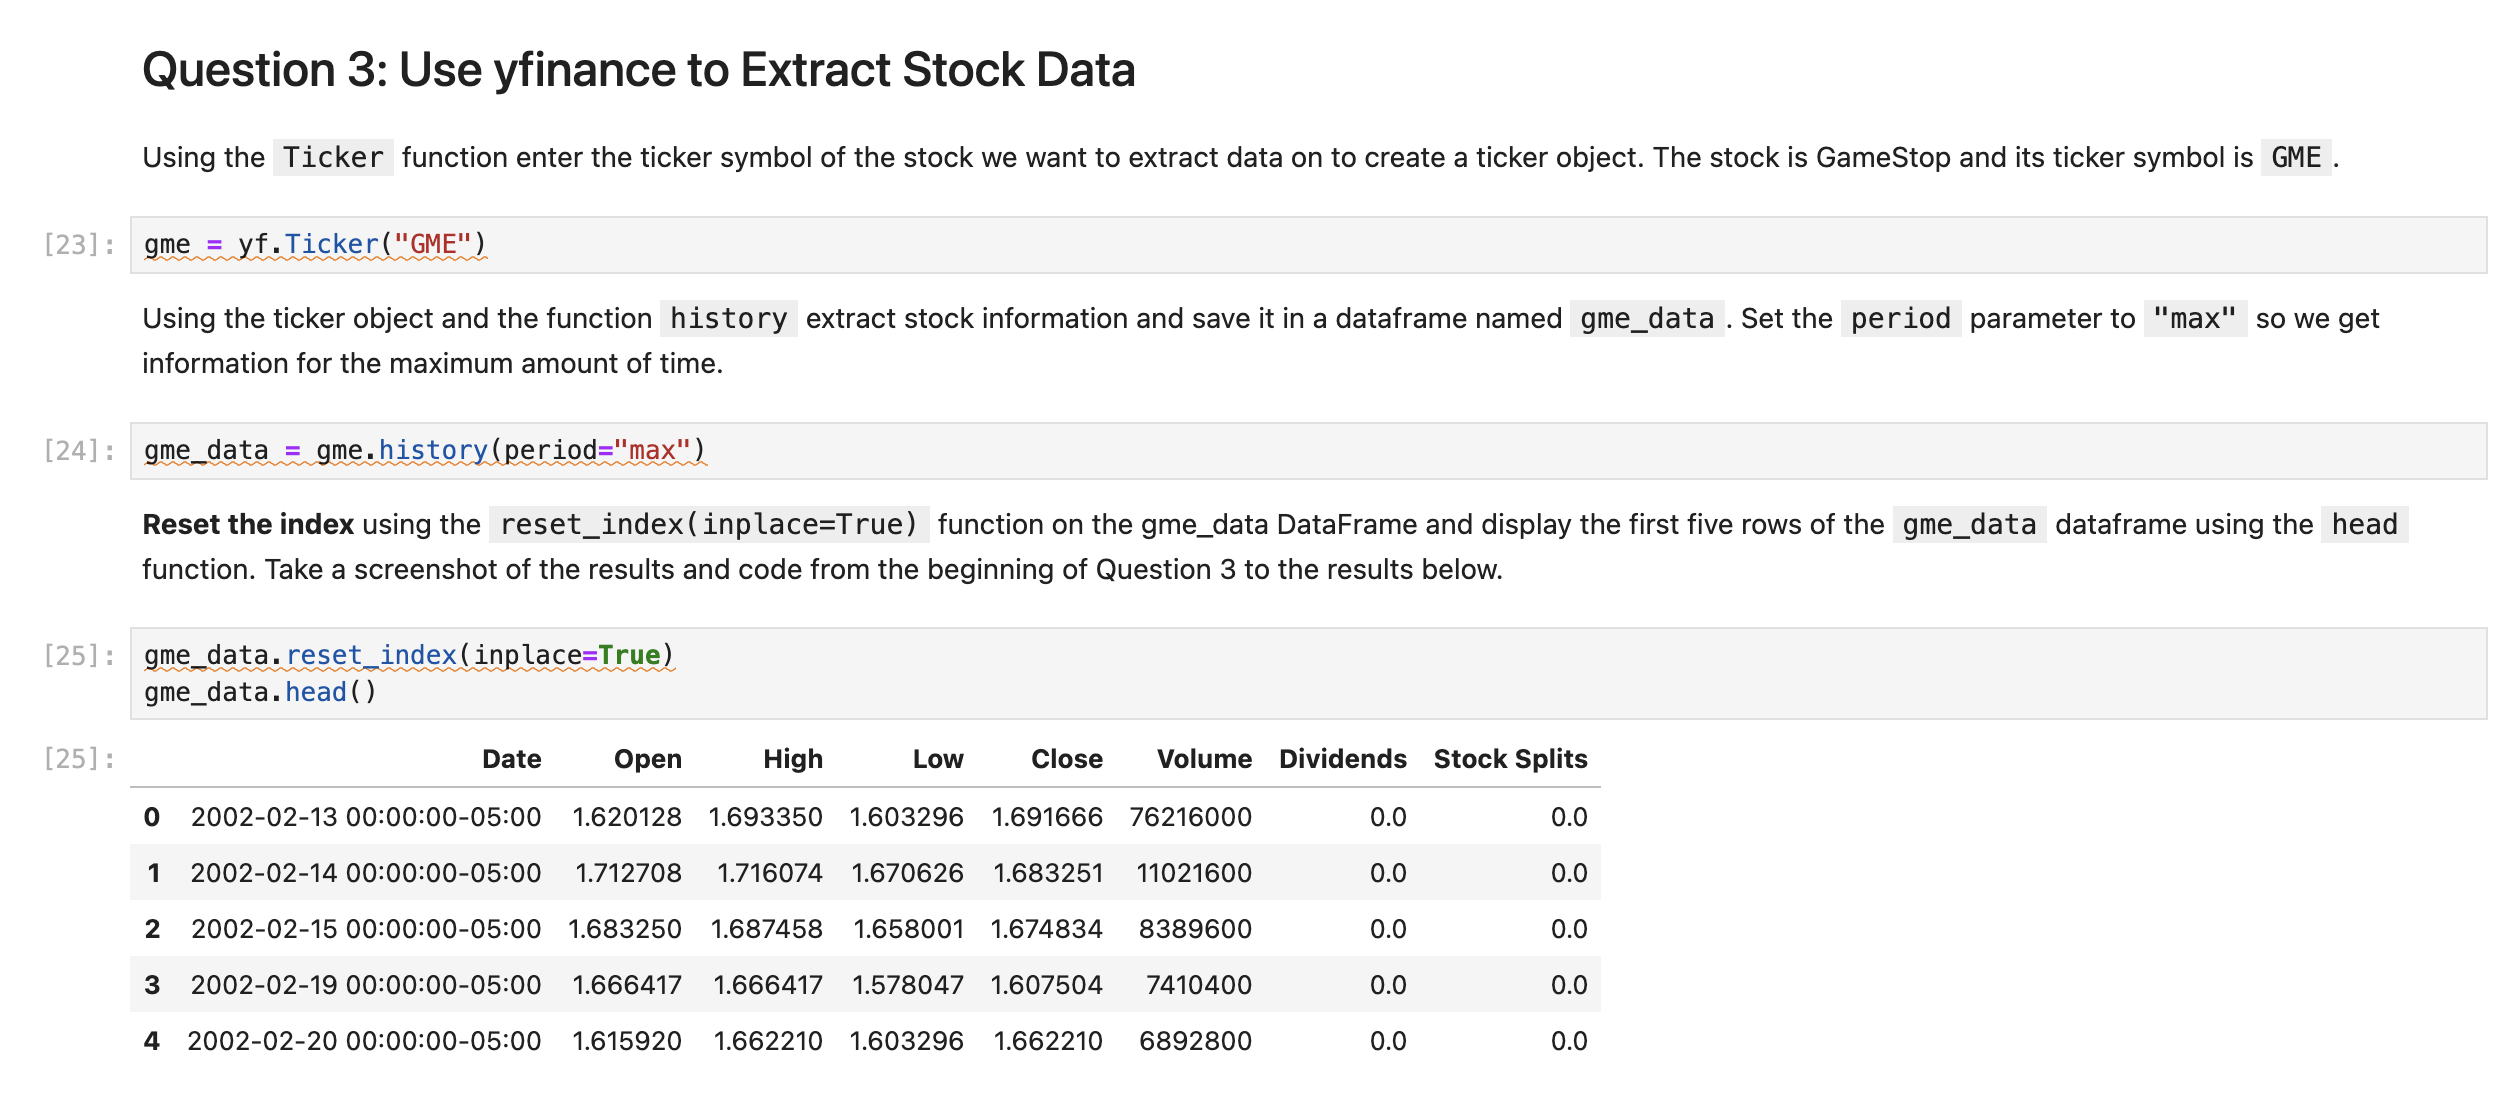 Question 3: Use yfinance to Extract Stock Data
Using the Ticker function enter the ticker symbol of the stock we want to extract data on to create a ticker object. The stock is GameStop and its ticker symbol is GME .
[23]: gme = yf.Ticker("GME")
Using the ticker object and the function history extract stock information and save it in a dataframe named gme_data . Set the period parameter to "max" so we get
information for the maximum amount of time.
[24]: gme_data = gme.history(period="max")
Reset the index using the reset_index(inplace=True) function on the gme_data DataFrame and display the first five rows of the gme_data dataframe using the head
function. Take a screenshot of the results and code from the beginning of Question 3 to the results below.
[25]: gme_data.reset_index(inplace=True)
gme_data.head()
[25]: Date Open High Low Close Volume Dividends Stock Splits
0 2002-02-13 00:00:00-05:00 1.620128 1.693350 1.603296 1.691666 76216000 0.0 0.0
1 2002-02-14 00:00:00-05:00 1.712708 1.716074 1.670626 1.683251 11021600 0.0 0.0
2 2002-02-15 00:00:00-05:00 1.683250 1.687458 1.658001 1.674834 8389600 0.0 0.0
3 2002-02-19 00:00:00-05:00 1.666417 1.666417 1.578047 1.607504 7410400 0.0 0.0
4 2002-02-20 00:00:00-05:00 1.615920 1.662210 1.603296 1.662210 6892800 0.0 0.0